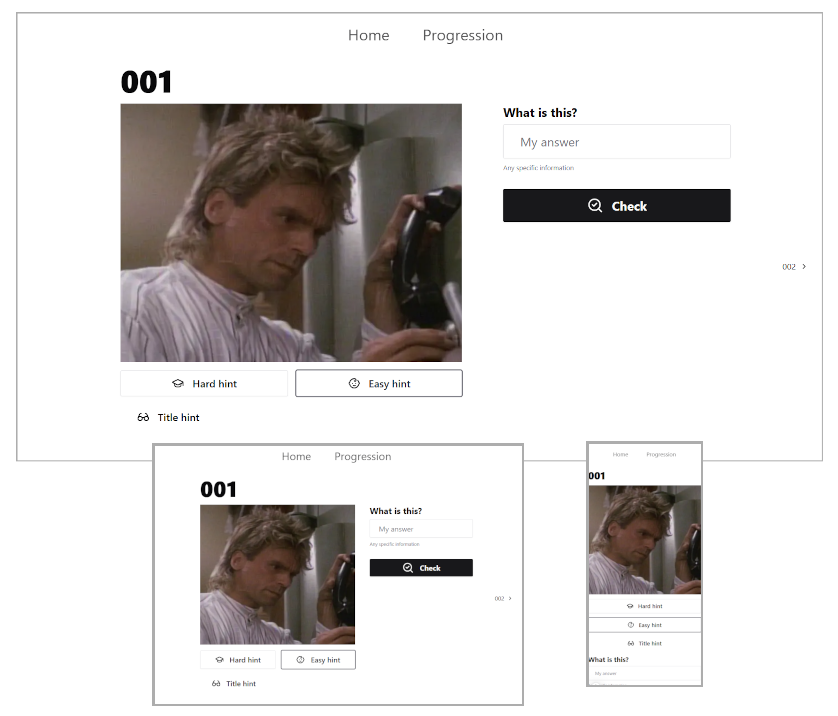 Home Progression
001
What is this?
My answer
Any specific information
Check
002
Hard hint Easy hint
Title hint
Home Progression
001
What is this?
My answer
Any specific information
Check
002
Hard hint Easy hint
Title hint
Home Progression
001
Hard hint
Easy hint
Title hint
What is this?
My answer